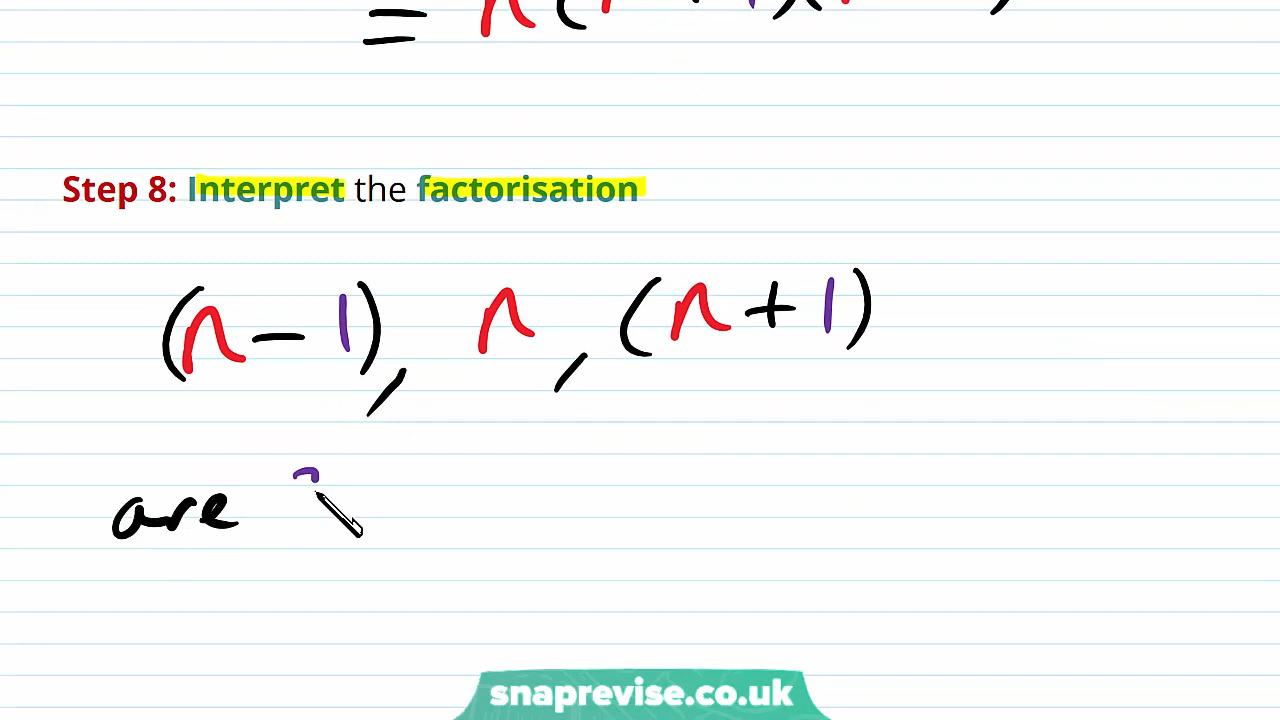 = n(
Step 8: Interpret the factorisation
(n - 1), n, (n + 1)
are
snaprevise.co.uk